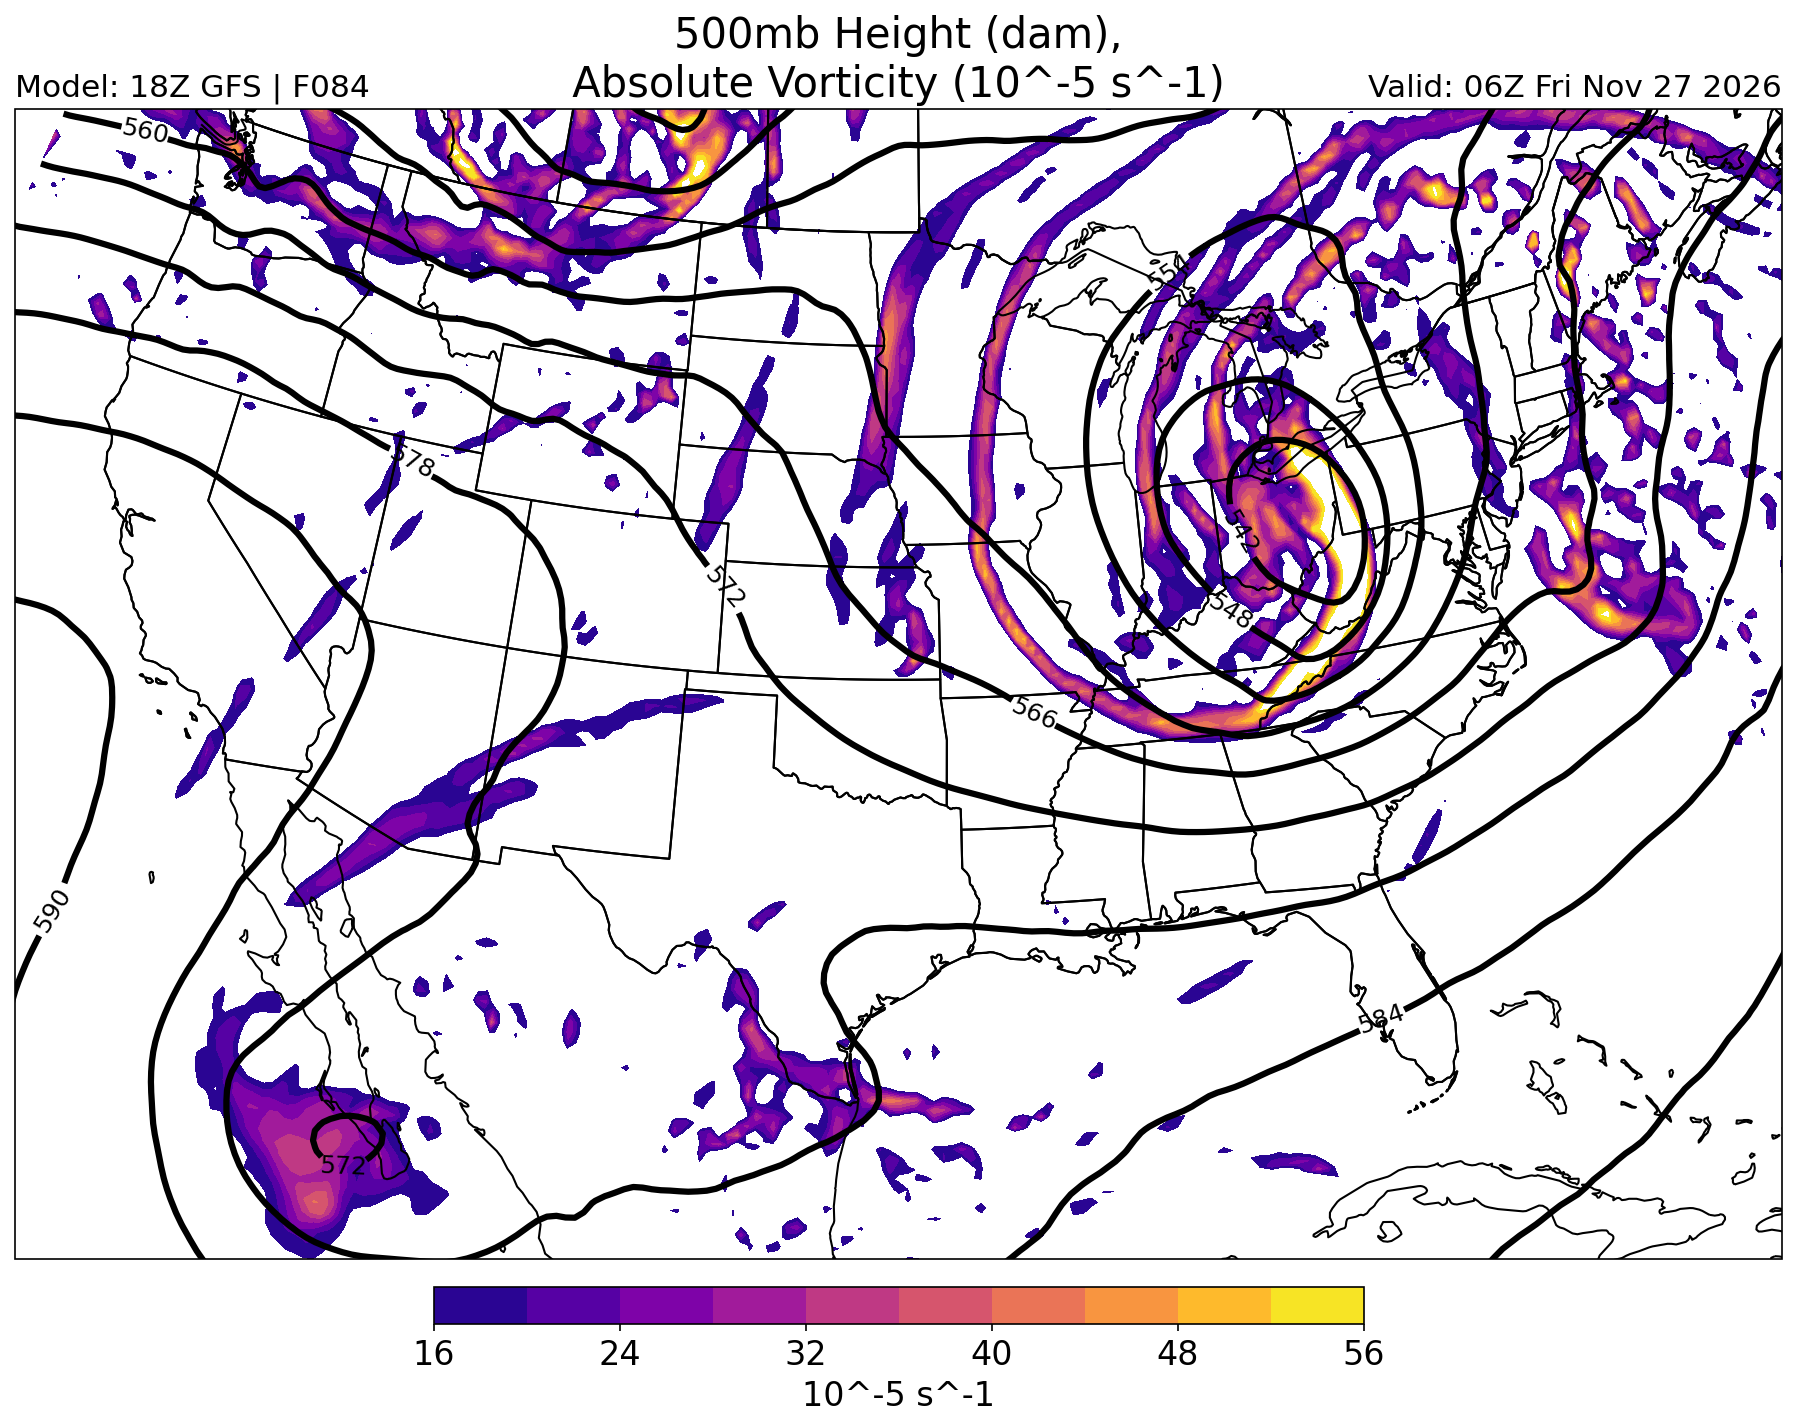 500mb Height (dam),
Model: 18Z GFS | F084
Absolute Vorticity (10^-5 s^-1)
Valid: 06Z Fri Nov 27 2026
560
554
578
542
572
548
566
590
584
572
16 24 32 40 48 56
10^-5 s^-1